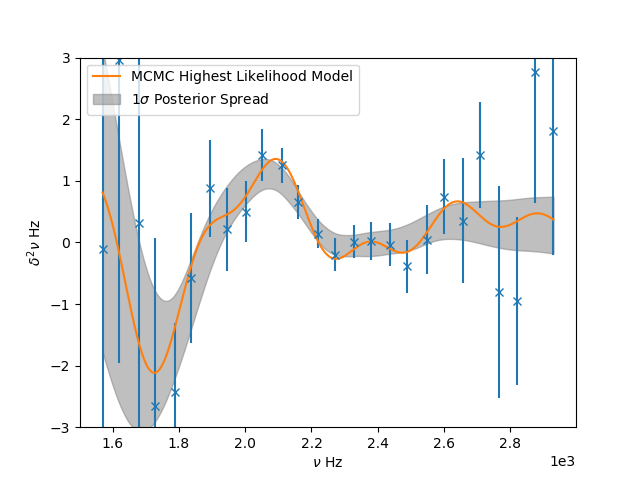 3
2
1
0
−1
−2
−3
δ²ν Hz
MCMC Highest Likelihood Model
1σ Posterior Spread
1.6 1.8 2.0 2.2 2.4 2.6 2.8
ν Hz
1e3